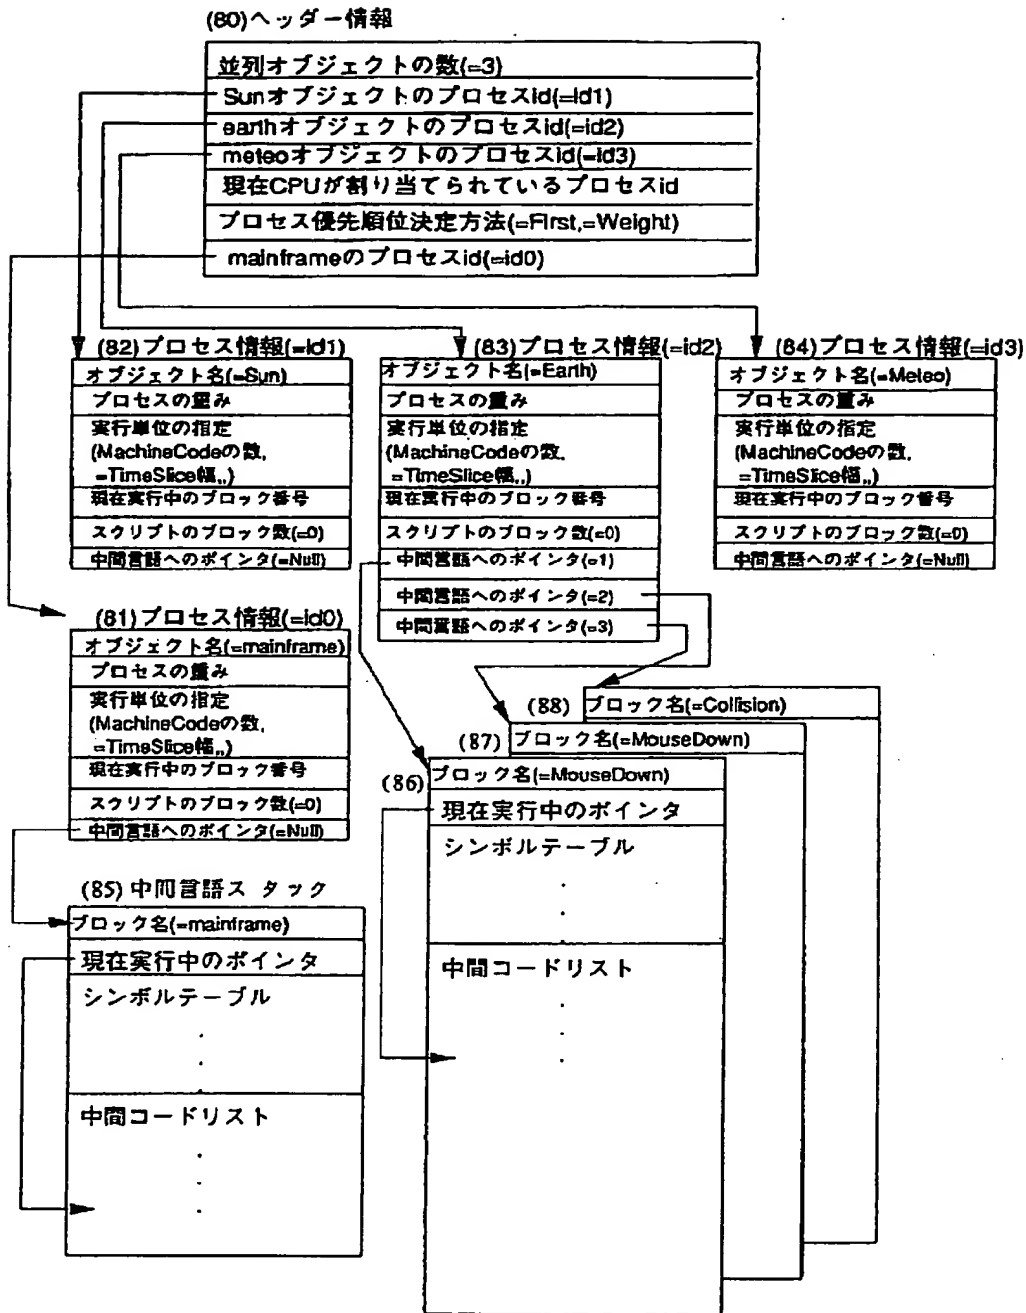 (80)ヘッダー情報
並列オブジェクトの数(=3)
SunオブジェクトのプロセスId(=Id1)
earthオブジェクトのプロセスid(=id2)
meteoオブジェクトのプロセスid(=id3)
現在CPUが割り当てられているプロセスid
プロセス優先順位決定方法(=First,=Weight)
mainframeのプロセスid(=id0)
(82)プロセス情報(=id1)
オブジェクト名(=Sun)
プロセスの重み
実行単位の指定
(MachineCodeの数,
=TimeSlice幅,,)
現在実行中のブロック番号
スクリプトのブロック数(=0)
中間言語へのポインタ(=Null)
(83)プロセス情報(=id2)
オブジェクト名(=Earth)
プロセスの重み
実行単位の指定
(MachineCodeの数,
=TimeSlice幅,,)
現在実行中のブロック番号
スクリプトのブロック数(=0)
中間言語へのポインタ(=1)
中間言語へのポインタ(=2)
中間言語へのポインタ(=3)
(84)プロセス情報(=id3)
オブジェクト名(=Meteo)
プロセスの重み
実行単位の指定
(MachineCodeの数,
=TimeSlice幅,,)
現在実行中のブロック番号
スクリプトのブロック数(=0)
中間言語へのポインタ(=Null)
(81)プロセス情報(=id0)
オブジェクト名(=mainframe)
プロセスの重み
実行単位の指定
(MachineCodeの数,
=TimeSlice幅,,)
現在実行中のブロック番号
スクリプトのブロック数(=0)
中間言語へのポインタ(=Null)
(88)
ブロック名(=Collision)
(87)
ブロック名(=MouseDown)
(86)
ブロック名(=MouseDown)
現在実行中のポインタ
シンボルテーブル
中間コードリスト
(85)中間言語スタック
ブロック名(=mainframe)
現在実行中のポインタ
シンボルテーブル
中間コードリスト